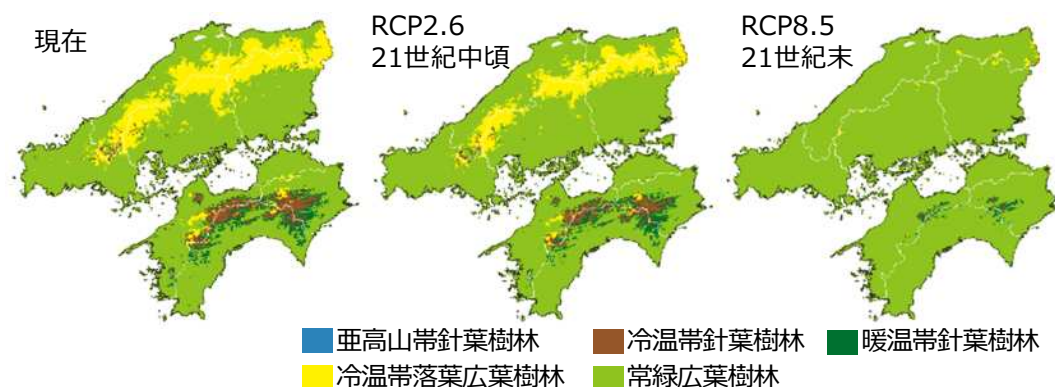 現在
RCP2.6
21世紀中頃
RCP8.5
21世紀末
亜高山帯針葉樹林
冷温帯針葉樹林
暖温帯針葉樹林
冷温帯落葉広葉樹林
常緑広葉樹林